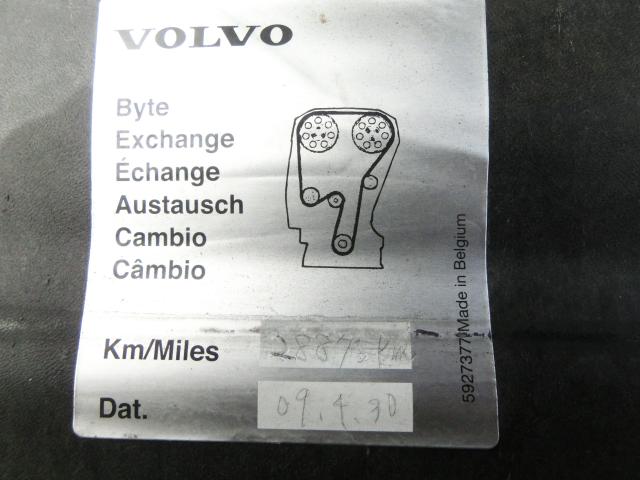 VOLVO
Byte
Exchange
Échange
Austausch
Cambio
Câmbio
Km/Miles
Dat. 09.4.30
5927377 Made in Belgium